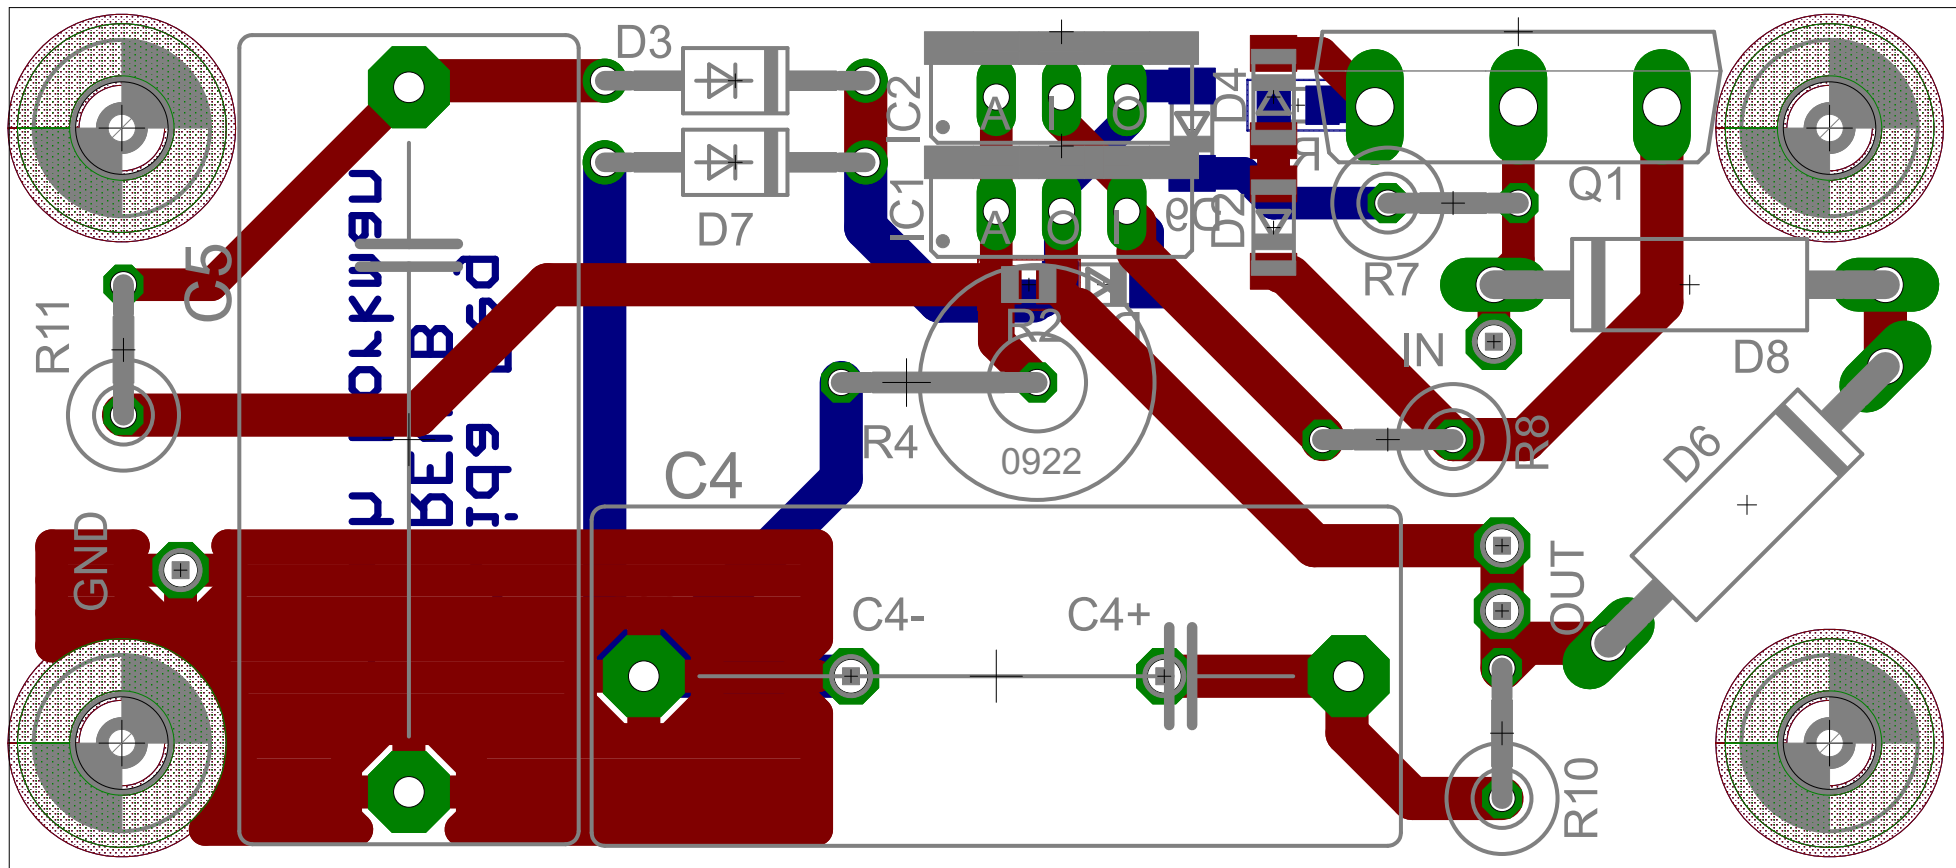 D3
D7
IC2
A I O
IC1
A O I
D4
D2
Q1
R7
IN
D8
R11
C5
R2
R4
0922
R8
D6
C4
GND
C4-
C4+
OUT
R10